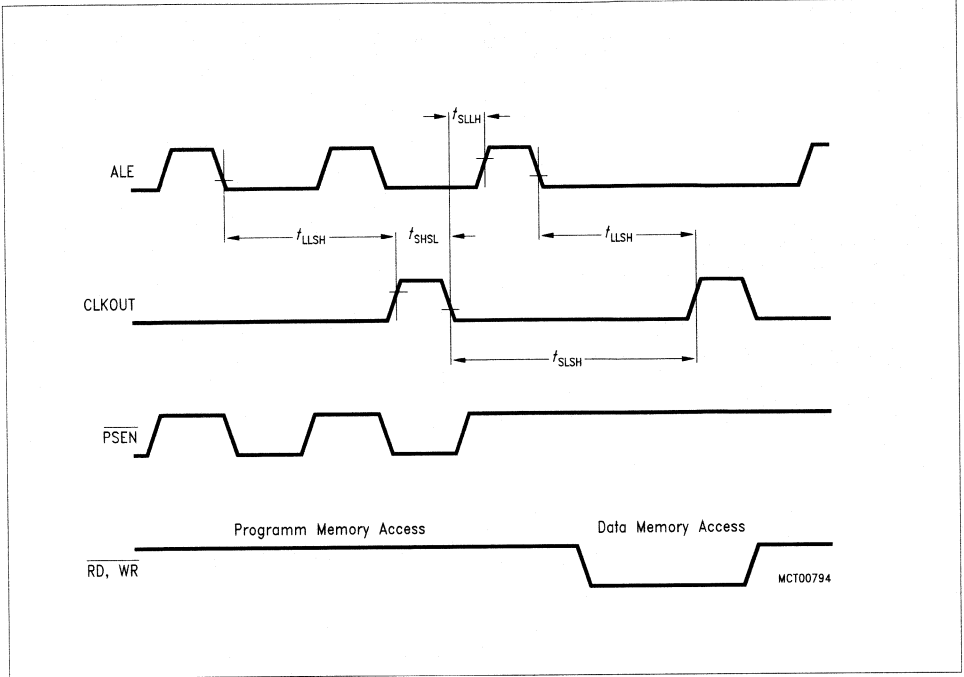 tSLLH
ALE
tLLSH
tSHSL
tLLSH
CLKOUT
tSLSH
PSEN
Programm Memory Access
Data Memory Access
RD, WR
MCT00794